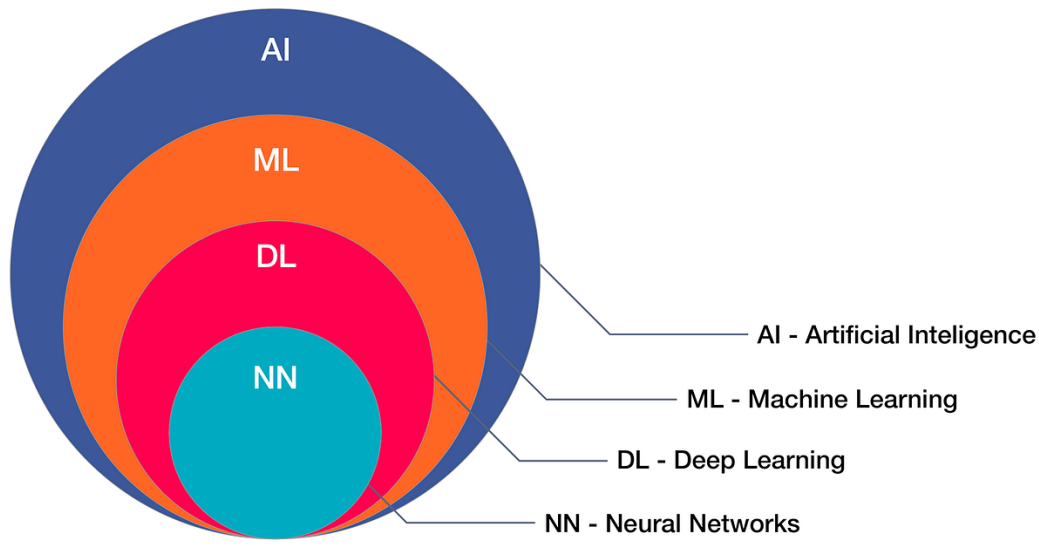 AI
ML
DL
NN
AI - Artificial Inteligence
ML - Machine Learning
DL - Deep Learning
NN - Neural Networks